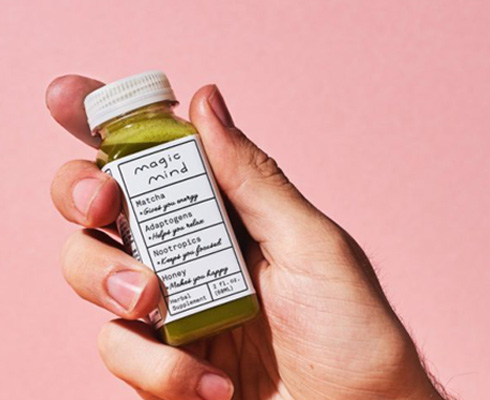 magic
mind
Matcha
•Gives you energy
Adaptogens
•Helps you relax
Nootropics
•Keeps you focused
Honey
•Makes you happy
Herbal
Supplement
2 fl. oz.
(60ML)